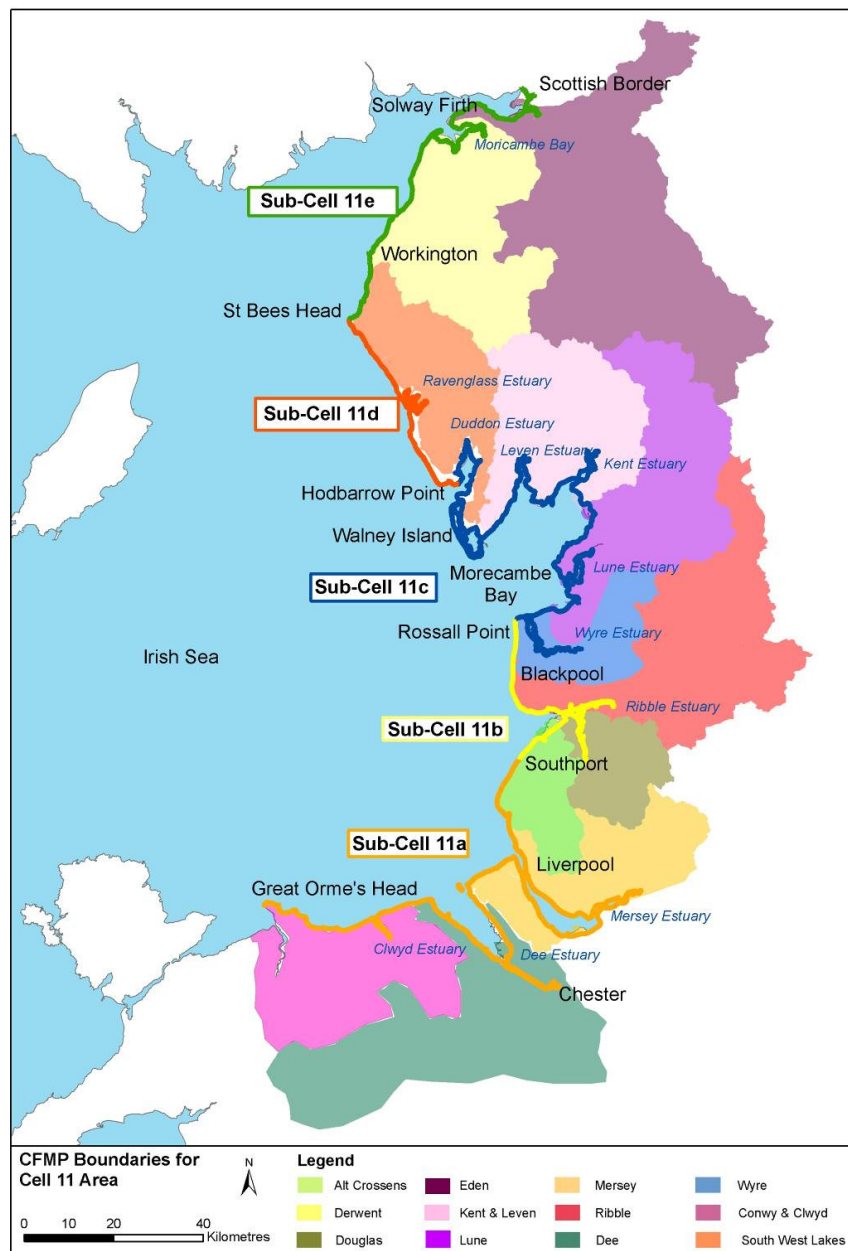 Scottish Border
Solway Firth
Moricambe Bay
Sub-Cell 11e
Workington
St Bees Head
Ravenglass Estuary
Sub-Cell 11d
Duddon Estuary
Leven Estuary
Kent Estuary
Hodbarrow Point
Walney Island
Sub-Cell 11c
Morecambe
Bay
Lune Estuary
Rossall Point
Wyre Estuary
Irish Sea
Blackpool
Ribble Estuary
Sub-Cell 11b
Southport
Sub-Cell 11a
Liverpool
Great Orme's Head
Mersey Estuary
Clwyd Estuary
Dee Estuary
Chester
CFMP Boundaries for
Cell 11 Area
N
0 10 20 40
Kilometres
Legend
Alt Crossens
Eden
Mersey
Wyre
Derwent
Kent & Leven
Ribble
Conwy & Clwyd
Douglas
Lune
Dee
South West Lakes